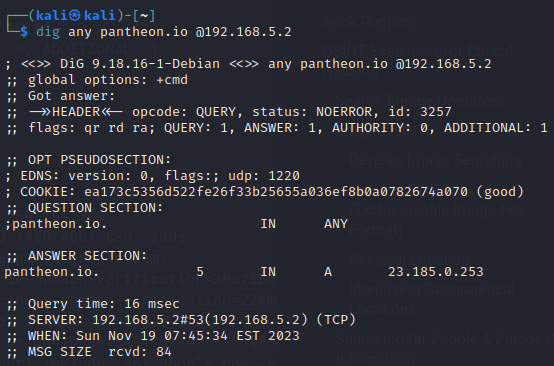 ┌──(kali㉿kali)-[~]
└─$ dig any pantheon.io @192.168.5.2

; <<>> DiG 9.18.16-1-Debian <<>> any pantheon.io @192.168.5.2
;; global options: +cmd
;; Got answer:
;; ->>HEADER<<- opcode: QUERY, status: NOERROR, id: 3257
;; flags: qr rd ra; QUERY: 1, ANSWER: 1, AUTHORITY: 0, ADDITIONAL: 1

;; OPT PSEUDOSECTION:
; EDNS: version: 0, flags:; udp: 1220
; COOKIE: ea173c5356d522fe26f33b25655a036ef8b0a0782674a070 (good)
;; QUESTION SECTION:
;pantheon.io. IN ANY

;; ANSWER SECTION:
pantheon.io. 5 IN A 23.185.0.253

;; Query time: 16 msec
;; SERVER: 192.168.5.2#53(192.168.5.2) (TCP)
;; WHEN: Sun Nov 19 07:45:34 EST 2023
;; MSG SIZE rcvd: 84